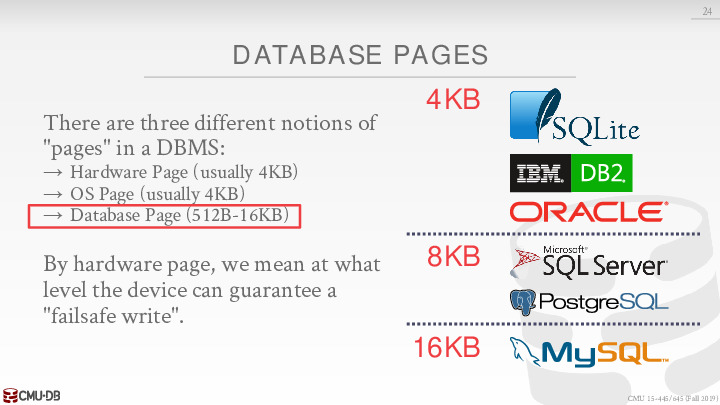 24
DATABASE PAGES
There are three different notions of
"pages" in a DBMS:
→ Hardware Page (usually 4KB)
→ OS Page (usually 4KB)
→ Database Page (512B-16KB)
By hardware page, we mean at what
level the device can guarantee a
"failsafe write".
4KB
SQLite
IBM. DB2.
ORACLE®
8KB
Microsoft®
SQL Server®
PostgreSQL
16KB
MySQL™
CMU·DB
CMU 15-445/645 (Fall 2019)